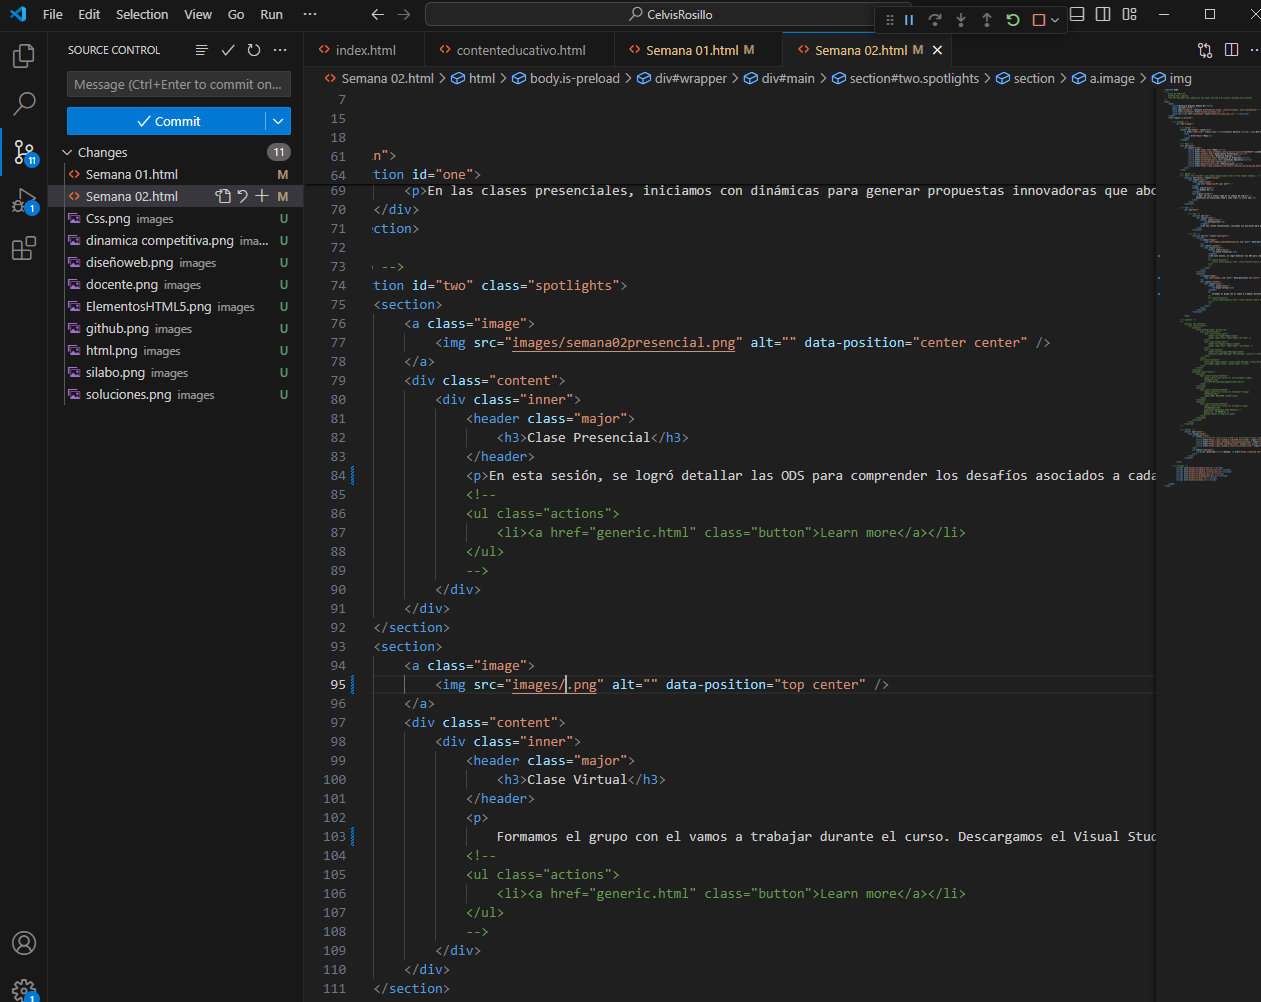 File Edit Selection View Go Run ··· CelvisRosillo
SOURCE CONTROL
Message (Ctrl+Enter to commit on...
Commit
Changes 11
Semana 01.html M
Semana 02.html M
Css.png images U
dinamica competitiva.png ima... U
diseñoweb.png images U
docente.png images U
ElementosHTML5.png images U
github.png images U
html.png images U
silabo.png images U
soluciones.png images U
11
1
1
index.html contenteducativo.html Semana 01.html M Semana 02.html M
Semana 02.html > html > body.is-preload > div#wrapper > div#main > section#two.spotlights > section > a.image > img
7
15
18
61 n">
64 tion id="one">
69 <p>En las clases presenciales, iniciamos con dinámicas para generar propuestas innovadoras que abo
70 </div>
71 ction>
72
73 -->
74 tion id="two" class="spotlights">
75 <section>
76 <a class="image">
77 <img src="images/semana02presencial.png" alt="" data-position="center center" />
78 </a>
79 <div class="content">
80 <div class="inner">
81 <header class="major">
82 <h3>Clase Presencial</h3>
83 </header>
84 <p>En esta sesión, se logró detallar las ODS para comprender los desafíos asociados a cada
85 <!--
86 <ul class="actions">
87 <li><a href="generic.html" class="button">Learn more</a></li>
88 </ul>
89 -->
90 </div>
91 </div>
92 </section>
93 <section>
94 <a class="image">
95 <img src="images/.png" alt="" data-position="top center" />
96 </a>
97 <div class="content">
98 <div class="inner">
99 <header class="major">
100 <h3>Clase Virtual</h3>
101 </header>
102 <p>
103 Formamos el grupo con el vamos a trabajar durante el curso. Descargamos el Visual Stud
104 <!--
105 <ul class="actions">
106 <li><a href="generic.html" class="button">Learn more</a></li>
107 </ul>
108 -->
109 </div>
110 </div>
111 </section>